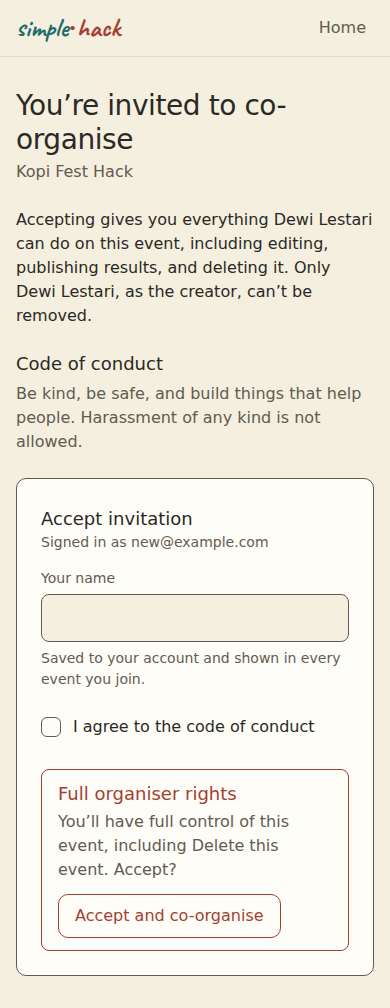 simple·hack
Home
You’re invited to co-
organise
Kopi Fest Hack
Accepting gives you everything Dewi Lestari
can do on this event, including editing,
publishing results, and deleting it. Only
Dewi Lestari, as the creator, can’t be
removed.
Code of conduct
Be kind, be safe, and build things that help
people. Harassment of any kind is not
allowed.
Accept invitation
Signed in as new@example.com
Your name
Saved to your account and shown in every
event you join.
I agree to the code of conduct
Full organiser rights
You’ll have full control of this
event, including Delete this
event. Accept?
Accept and co-organise